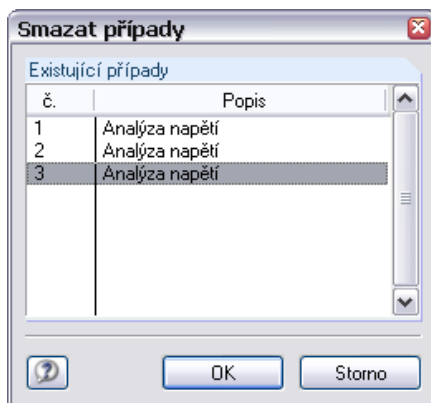 Smazat případy
Existující případy
č. Popis
1 Analýza napětí
2 Analýza napětí
3 Analýza napětí
OK Storno